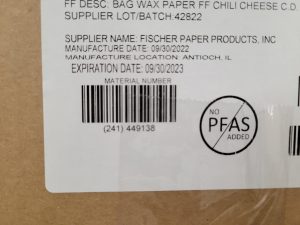 FF DESC. BAG WAX PAPER FF CHILI CHEESE C.D.
SUPPLIER LOT/BATCH:42822
SUPPLIER NAME: FISCHER PAPER PRODUCTS, INC
MANUFACTURE DATE: 09/30/2022
MANUFACTURE LOCATION: ANTIOCH, IL
EXPIRATION DATE: 09/30/2023
MATERIAL NUMBER
(241) 449138
NO
PFAS
ADDED